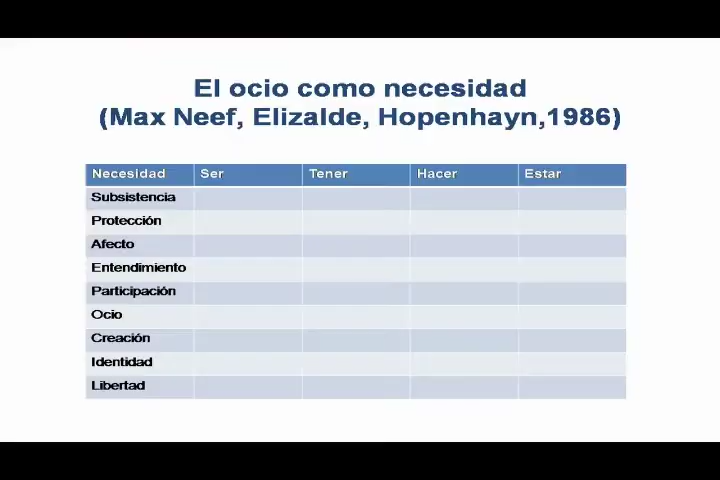 El ocio como necesidad
(Max Neef, Elizalde, Hopenhayn,1986)
Necesidad Ser Tener Hacer Estar
Subsistencia
Protección
Afecto
Entendimiento
Participación
Ocio
Creación
Identidad
Libertad